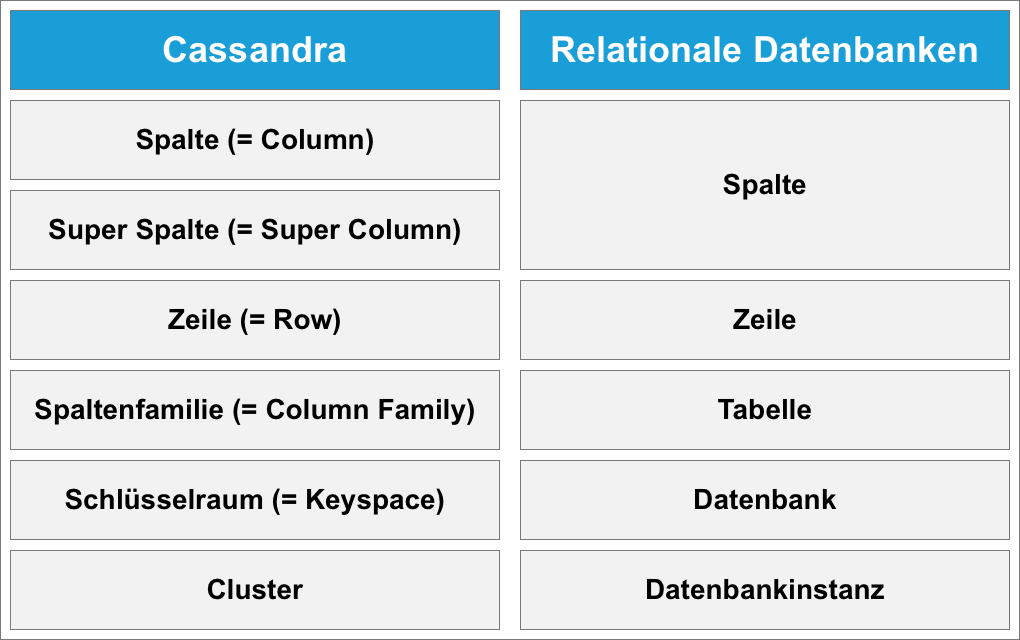 Cassandra
Relationale Datenbanken
Spalte (= Column)
Spalte
Super Spalte (= Super Column)
Zeile (= Row)
Zeile
Spaltenfamilie (= Column Family)
Tabelle
Schlüsselraum (= Keyspace)
Datenbank
Cluster
Datenbankinstanz